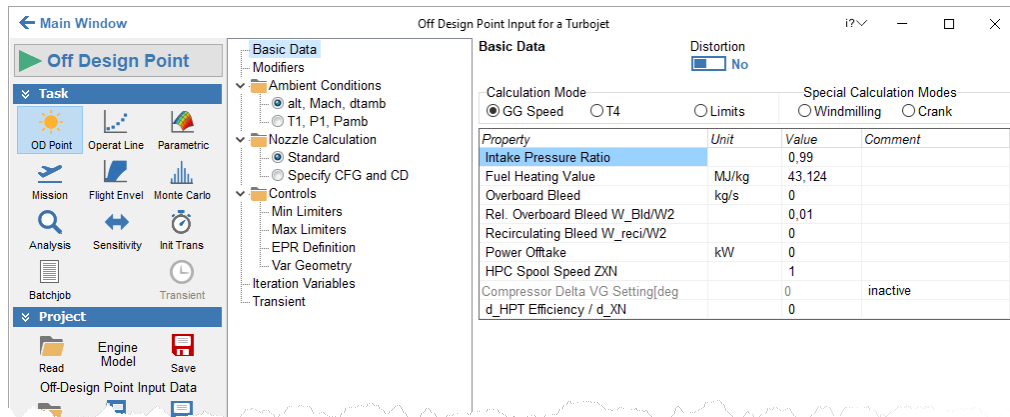 Main Window
Off Design Point Input for a Turbojet
i?
Off Design Point
Task
OD Point Operat Line Parametric
Mission Flight Envel Monte Carlo
Analysis Sensitivity Init Trans
Batchjob Transient
Project
Read Engine Model Save
Off-Design Point Input Data
Basic Data
Modifiers
Ambient Conditions
alt, Mach, dtamb
T1, P1, Pamb
Nozzle Calculation
Standard
Specify CFG and CD
Controls
Min Limiters
Max Limiters
EPR Definition
Var Geometry
Iteration Variables
Transient
Basic Data Distortion
No
Calculation Mode Special Calculation Modes
GG Speed T4 Limits Windmilling Crank
Property Unit Value Comment
Intake Pressure Ratio 0,99
Fuel Heating Value MJ/kg 43,124
Overboard Bleed kg/s 0
Rel. Overboard Bleed W_Bld/W2 0,01
Recirculating Bleed W_reci/W2 0
Power Offtake kW 0
HPC Spool Speed ZXN 1
Compressor Delta VG Setting[deg 0 inactive
d_HPT Efficiency / d_XN 0